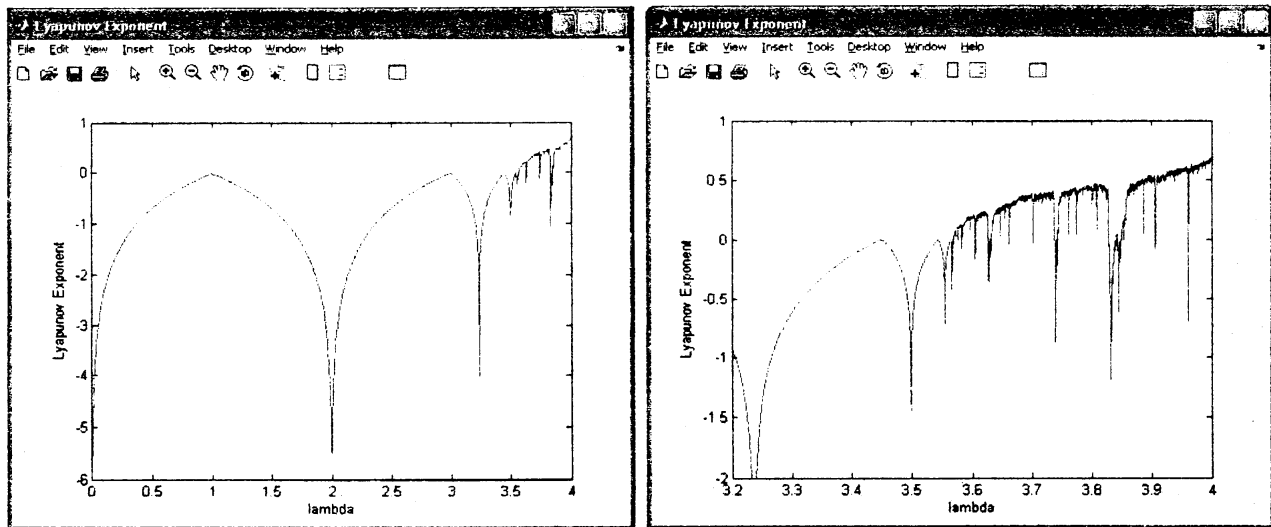 Lyapunov Exponent
File Edit View Insert Tools Desktop Window Help
1
0
-1
-2
-3
-4
-5
-6
Lyapunov Exponent
0 0.5 1 1.5 2 2.5 3 3.5 4
lambda
Lyapunov Exponent
File Edit View Insert Tools Desktop Window Help
1
0.5
0
-0.5
-1
-1.5
-2
Lyapunov Exponent
3.2 3.3 3.4 3.5 3.6 3.7 3.8 3.9 4
lambda